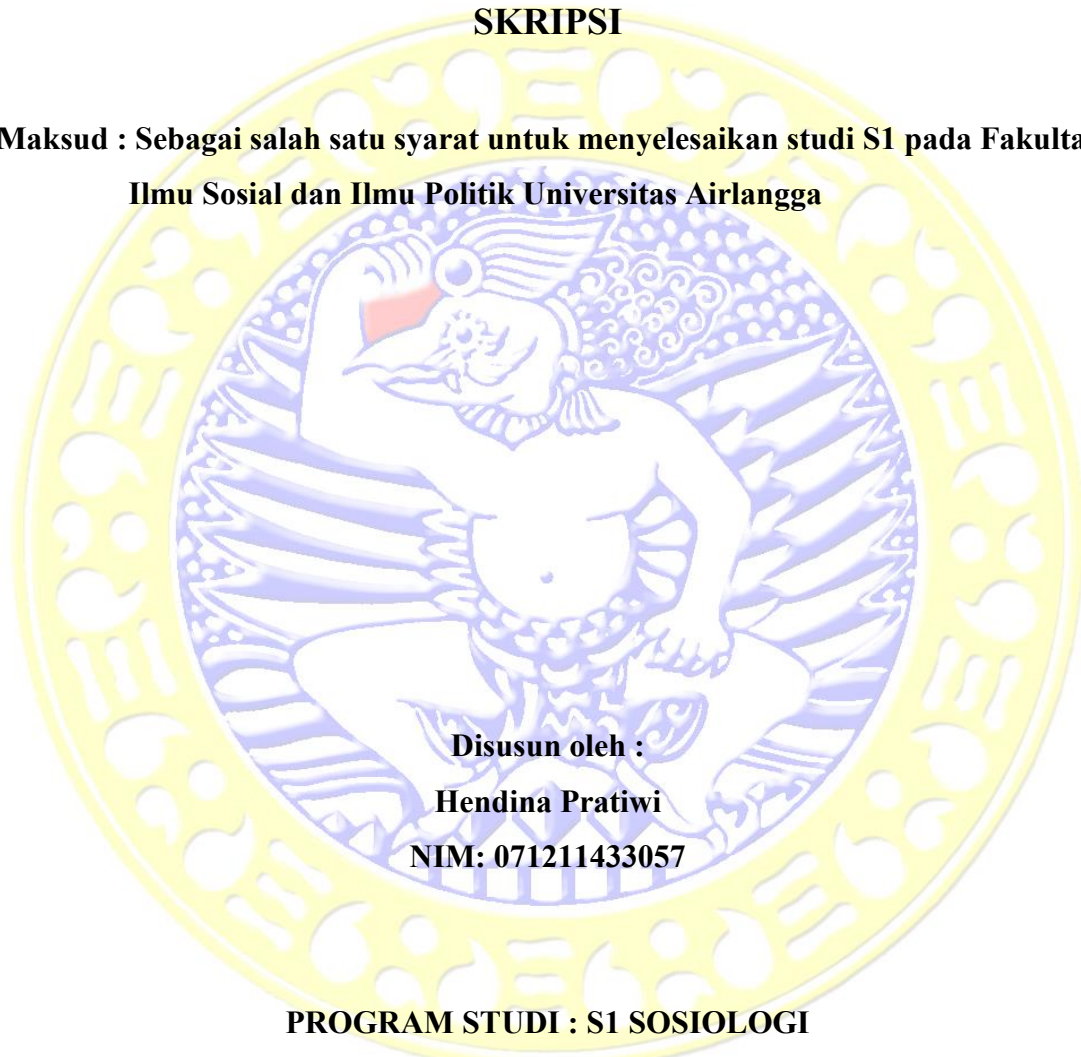 SKRIPSI
Maksud : Sebagai salah satu syarat untuk menyelesaikan studi S1 pada Fakulta
Ilmu Sosial dan Ilmu Politik Universitas Airlangga
Disusun oleh :
Hendina Pratiwi
NIM: 071211433057
PROGRAM STUDI : S1 SOSIOLOGI